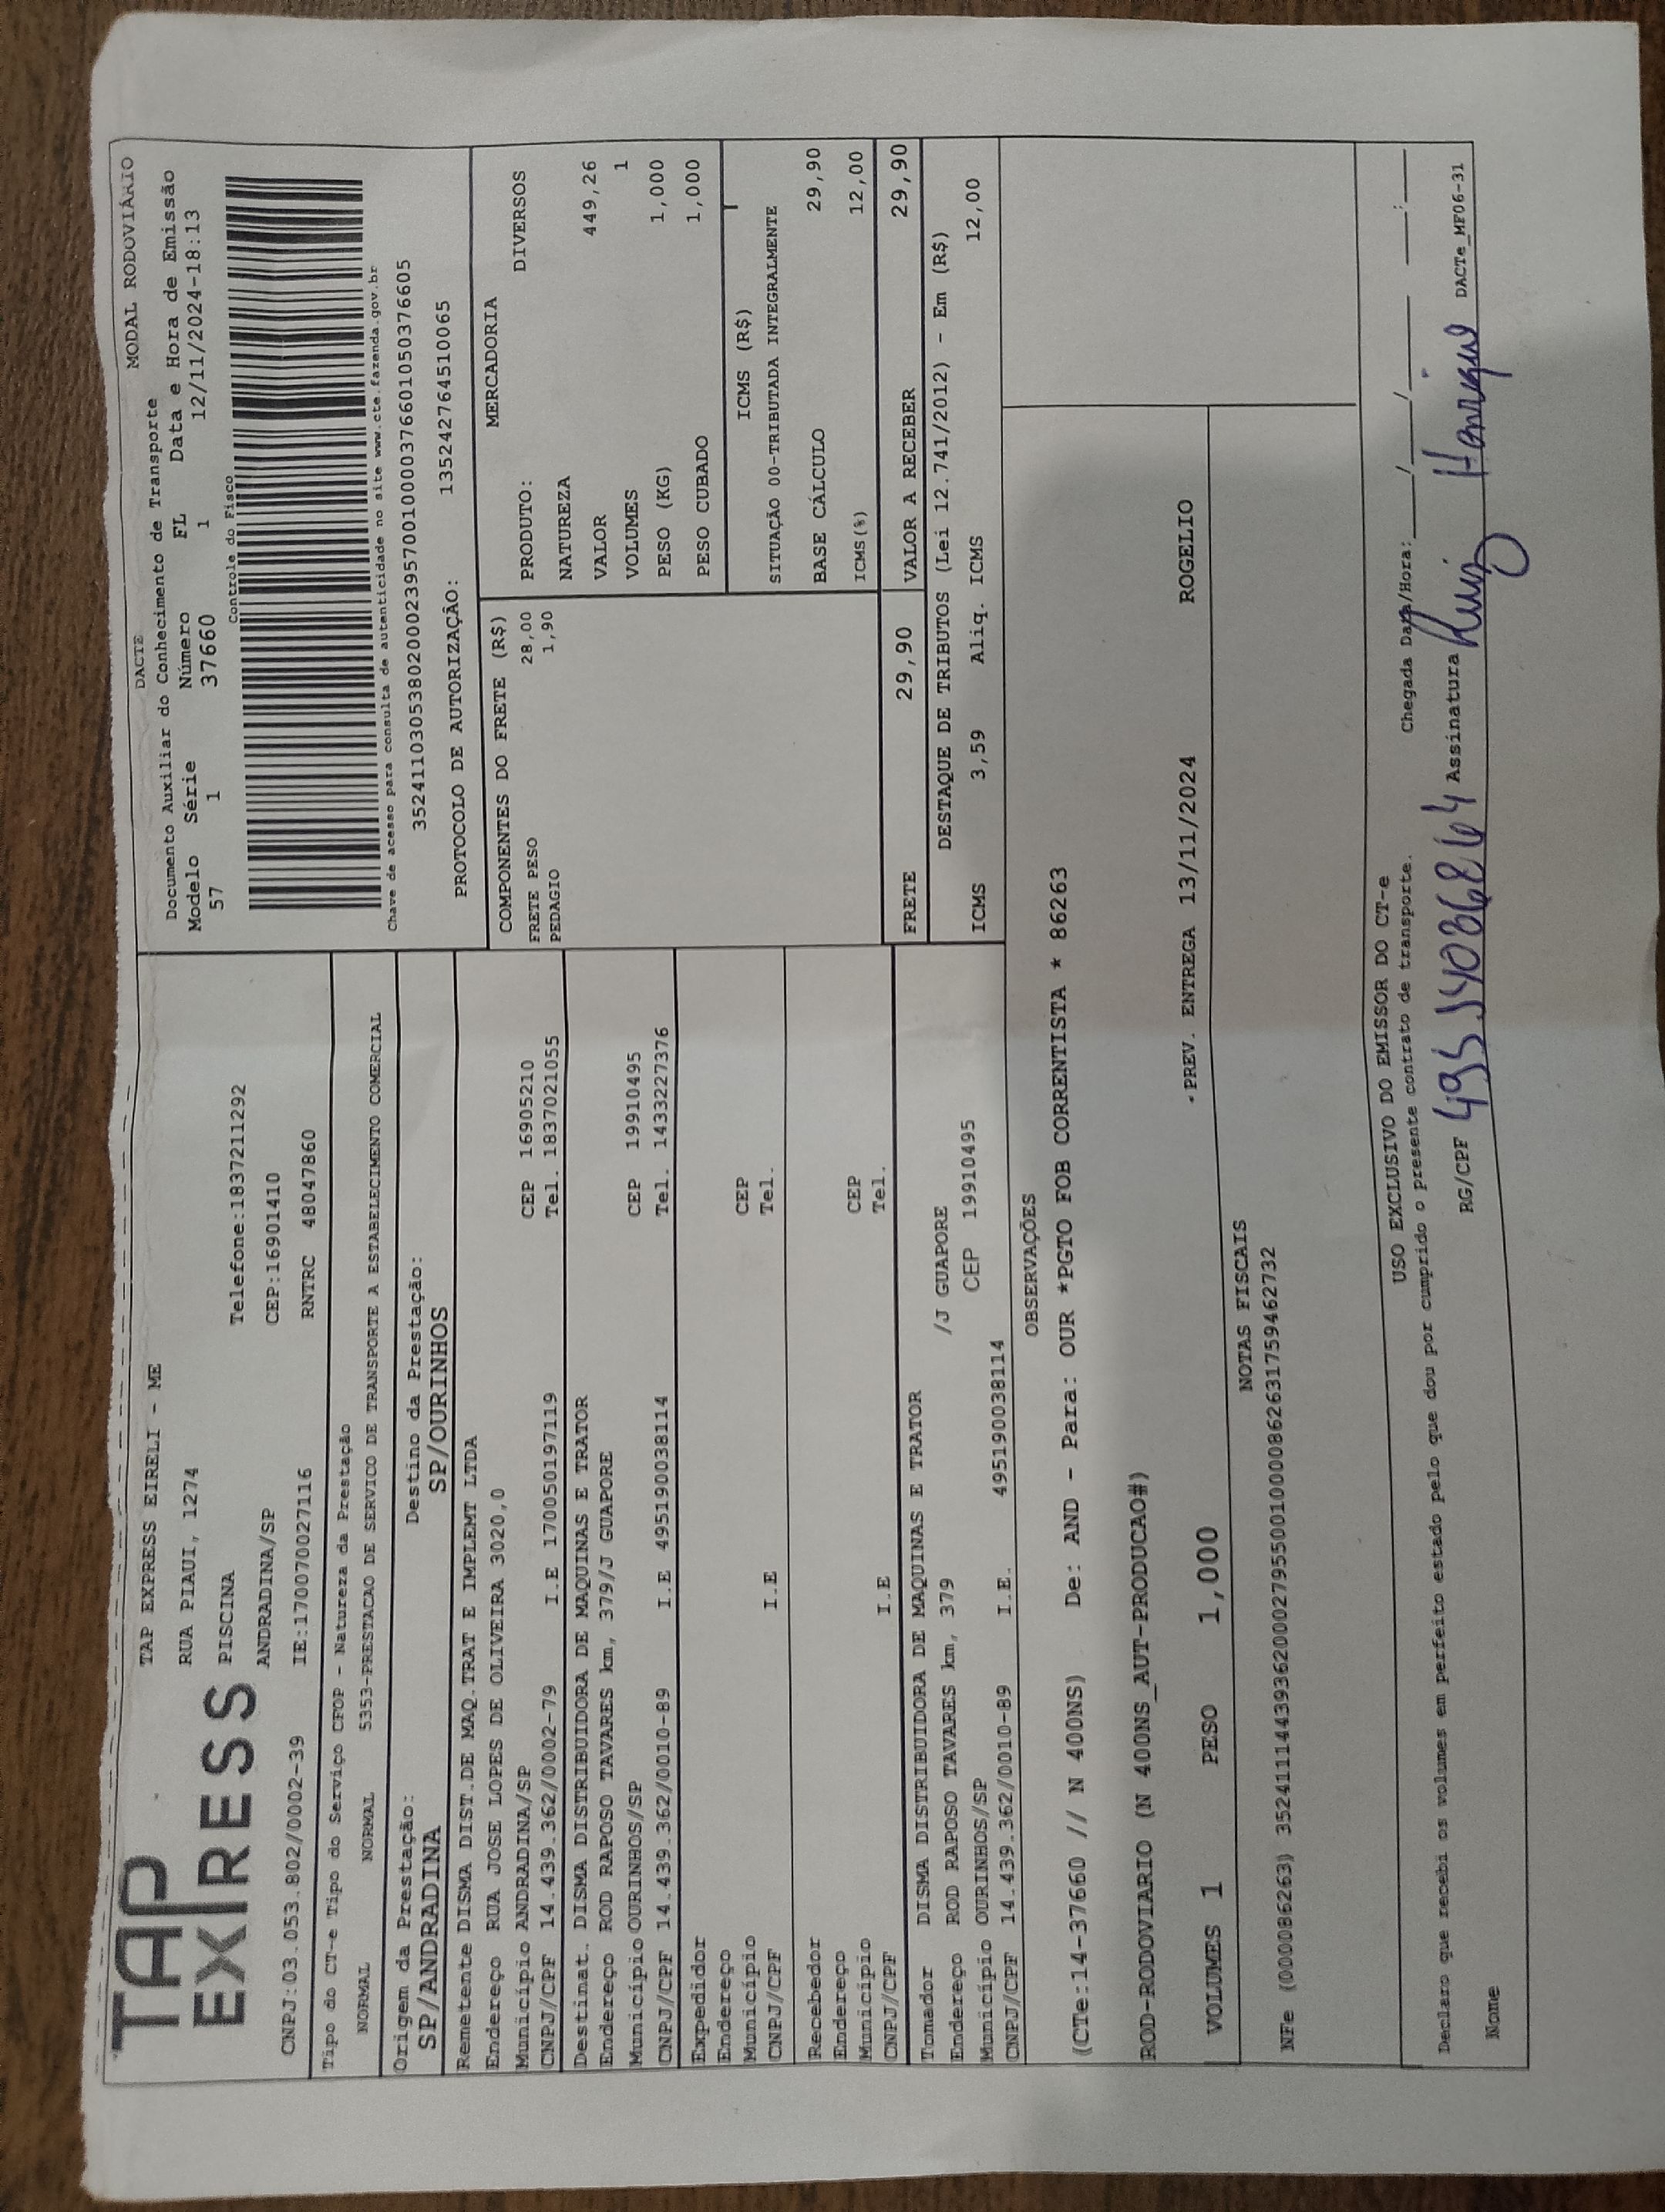 TAP
EXPRESS
TAP EXPRESS EIRELI - ME
RUA PIAUI, 1274
PISCINA
Telefone:1837211292
ANDRADINA/SP
CEP:16901410
CNPJ:03.053.802/0002-39
IE:170070027116
RNTRC 48047860
DACTE
MODAL RODOVIÁRIO
Documento Auxiliar do Conhecimento de Transporte
Modelo Série Número FL Data e Hora de Emissão
57 1 37660 1 12/11/2024-18:13
Controle do Fisco
Chave de acesso para consulta de autenticidade no site www.cte.fazenda.gov.br
35241103053802000239570010000376601050376605
PROTOCOLO DE AUTORIZAÇÃO: 135242764510065
Tipo do CT-e Tipo do Serviço CFOP - Natureza da Prestação
NORMAL NORMAL 5353-PRESTACAO DE SERVICO DE TRANSPORTE A ESTABELECIMENTO COMERCIAL
Origem da Prestação: Destino da Prestação:
SP/ANDRADINA SP/OURINHOS
Remetente DISMA DIST.DE MAQ.TRAT E IMPLEMT LTDA
Endereço RUA JOSE LOPES DE OLIVEIRA 3020,0
Município ANDRADINA/SP CEP 16905210
CNPJ/CPF 14.439.362/0002-79 I.E 170050197119 Tel. 1837021055
Destinat. DISMA DISTRIBUIDORA DE MAQUINAS E TRATOR
Endereço ROD RAPOSO TAVARES km, 379/J GUAPORE
Município OURINHOS/SP CEP 19910495
CNPJ/CPF 14.439.362/0010-89 I.E 495190038114 Tel. 1433227376
Expedidor
Endereço
Município CEP
CNPJ/CPF I.E Tel.
Recebedor
Endereço
Município CEP
CNPJ/CPF I.E Tel.
Tomador DISMA DISTRIBUIDORA DE MAQUINAS E TRATOR
Endereço ROD RAPOSO TAVARES km, 379 /J GUAPORE
Município OURINHOS/SP CEP 19910495
CNPJ/CPF 14.439.362/0010-89 I.E. 495190038114
COMPONENTES DO FRETE (R$)
FRETE PESO 28,00
PEDAGIO 1,90
MERCADORIA
PRODUTO: DIVERSOS
NATUREZA
VALOR 449,26
VOLUMES 1
PESO (KG) 1,000
PESO CUBADO 1,000
ICMS (R$)
SITUAÇÃO 00-TRIBUTADA INTEGRALMENTE
BASE CÁLCULO 29,90
ICMS(%) 12,00
FRETE 29,90 VALOR A RECEBER 29,90
DESTAQUE DE TRIBUTOS (Lei 12.741/2012) - Em (R$)
ICMS 3,59 Aliq. ICMS 12,00
OBSERVAÇÕES
(CTe:14-37660 // N 400NS) De: AND - Para: OUR *PGTO FOB CORRENTISTA * 86263
ROD-RODOVIARIO (N 400NS_AUT-PRODUCAO#)
VOLUMES 1 PESO 1,000 PREV. ENTREGA 13/11/2024 ROGELIO
NOTAS FISCAIS
NFe (000086263) 35241114439362000279550010000862631759462732
USO EXCLUSIVO DO EMISSOR DO CT-e
Declaro que recebi os volumes em perfeito estado pelo que dou por cumprido o presente contrato de transporte.
Chegada Data/Hora:___/___/___ ___:___
Nome RG/CPF Assinatura Luiz Henrique
DACTe_MF06-31